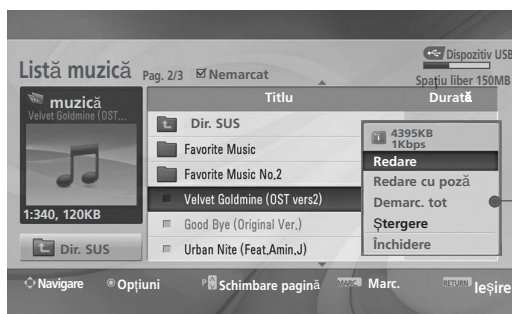 Dispozitiv USB
Listă muzică
Pag. 2/3
Nemarcat
Spațiu liber 150MB
Titlu
Durată
muzică
Velvet Goldmine (OST...
Dir. SUS
Favorite Music
Favorite Music No.2
Velvet Goldmine (OST vers2)
Good Bye (Original Ver.)
Urban Nite (Feat.Amin.J)
1:340, 120KB
Dir. SUS
4395KB
1Kbps
Redare
Redare cu poză
Demarc. tot
Ștergere
Închidere
Navigare
Opțiuni
P Schimbare pagină
MARC. Marc.
RETURN Ieșire